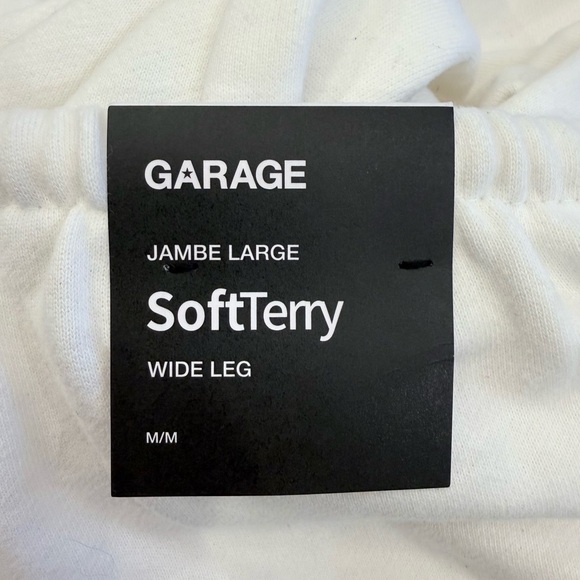 GARAGE
JAMBE LARGE
SoftTerry
WIDE LEG
M/M